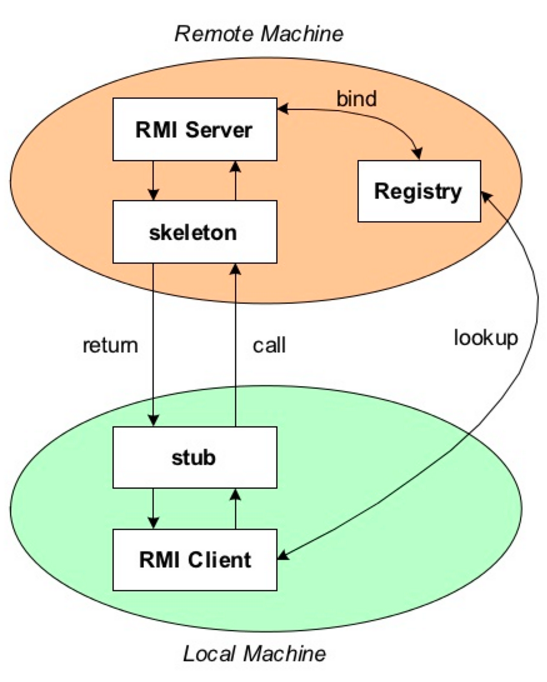 Remote Machine
bind
RMI Server
Registry
skeleton
return
call
lookup
stub
RMI Client
Local Machine